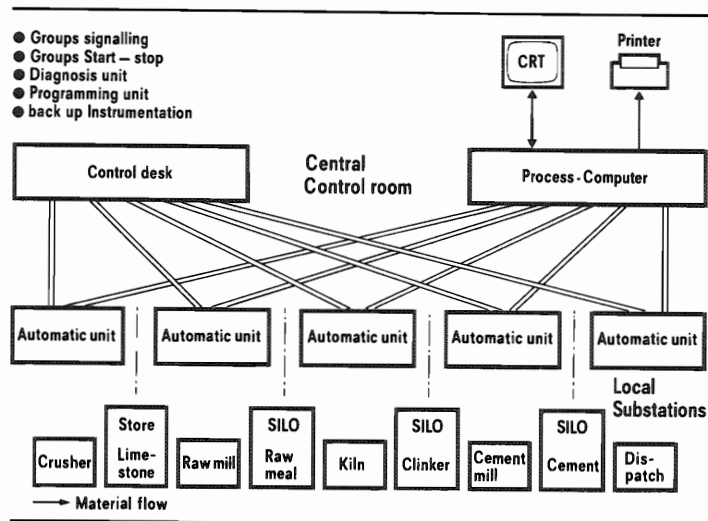 ● Groups signalling
● Groups Start – stop
● Diagnosis unit
● Programming unit
● back up Instrumentation
CRT
Printer
Control desk
Central
Control room
Process - Computer
Automatic unit
Automatic unit
Automatic unit
Automatic unit
Automatic unit
Local
Substations
Crusher
Store
Lime-
stone
Raw mill
SILO
Raw
meal
Kiln
SILO
Clinker
Cement
mill
SILO
Cement
Dis-
patch
Material flow